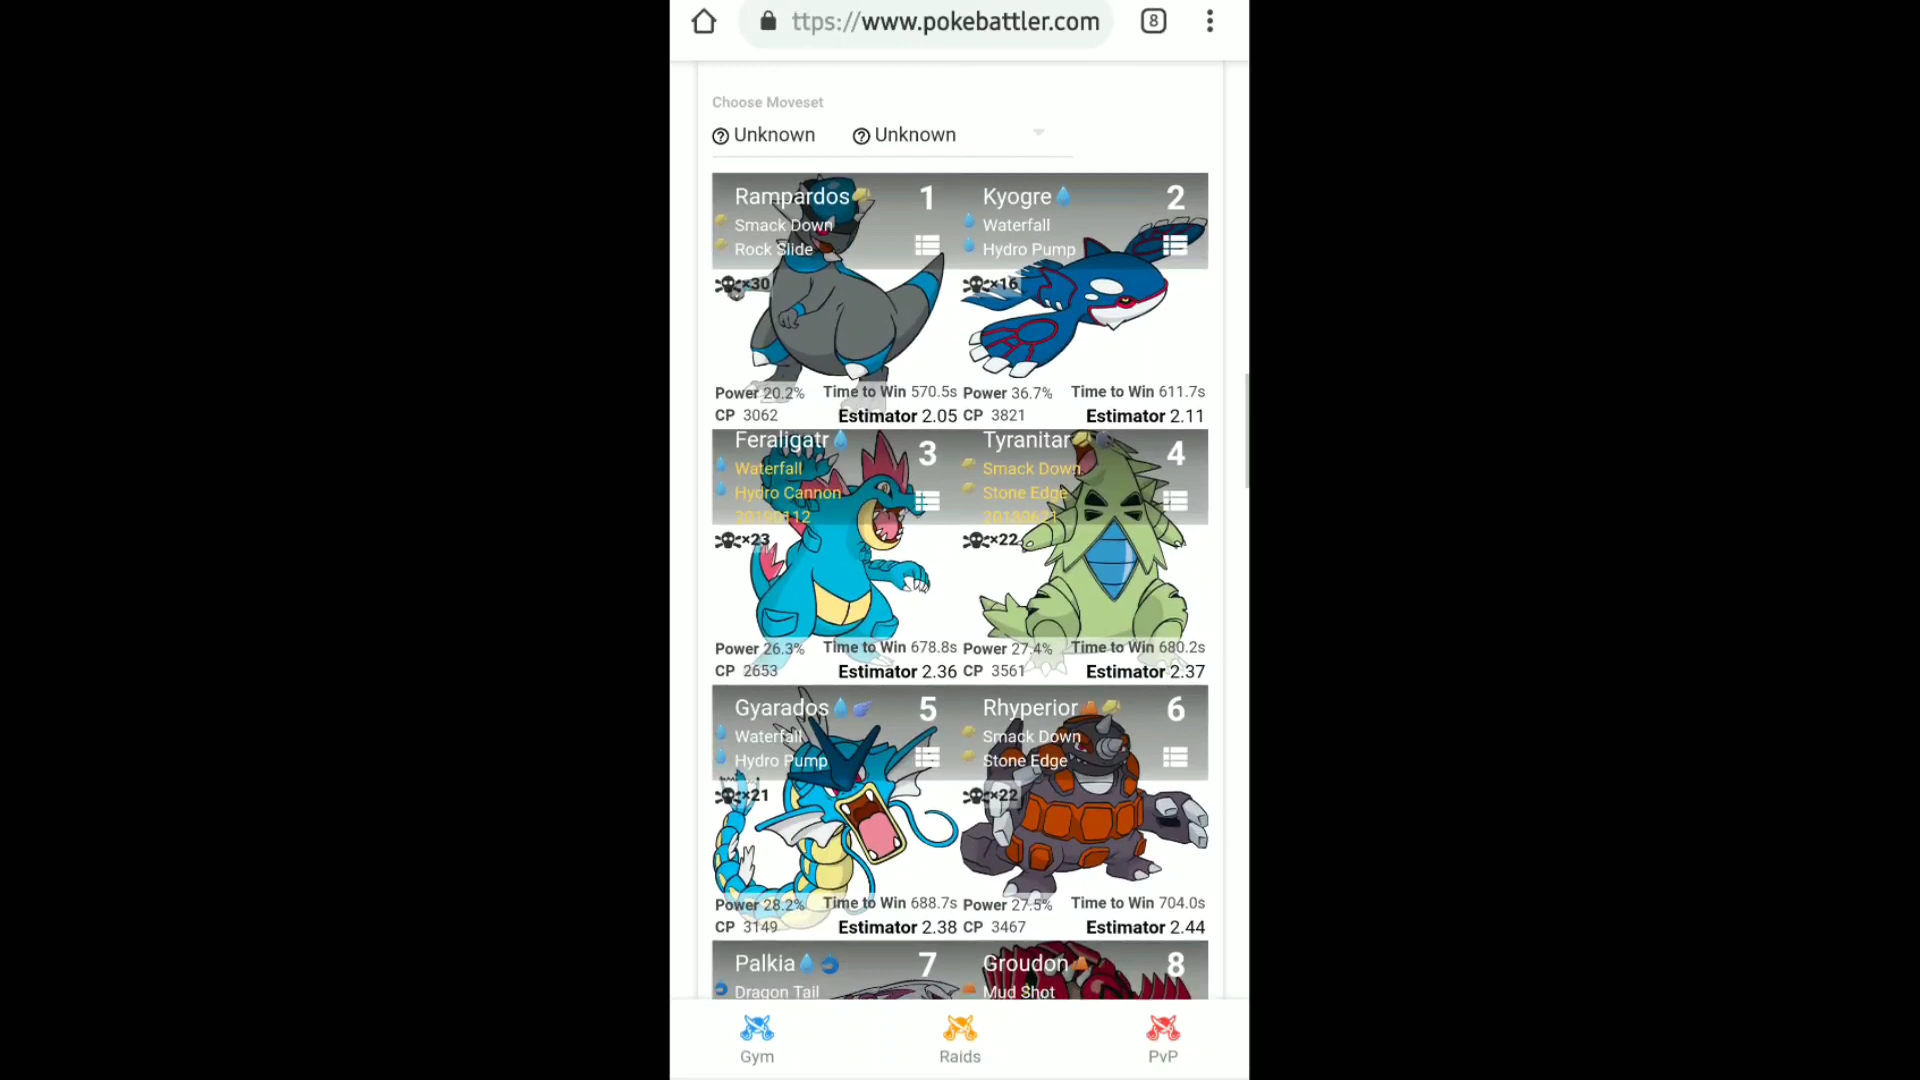 ttps://www.pokebattler.com 8
Choose Moveset
Unknown Unknown
Rampardos 1
Smack Down
Rock Slide
×30
Power 20.2% Time to Win 570.5s
CP 3062 Estimator 2.05
Kyogre 2
Waterfall
Hydro Pump
×16
Power 36.7% Time to Win 611.7s
CP 3821 Estimator 2.11
Feraligatr 3
Waterfall
Hydro Cannon
20190112
×23
Power 26.3% Time to Win 678.8s
CP 2653 Estimator 2.36
Tyranitar 4
Smack Down
Stone Edge
20180621
×22
Power 27.4% Time to Win 680.2s
CP 3561 Estimator 2.37
Gyarados 5
Waterfall
Hydro Pump
×21
Power 28.2% Time to Win 688.7s
CP 3149 Estimator 2.38
Rhyperior 6
Smack Down
Stone Edge
×22
Power 27.5% Time to Win 704.0s
CP 3467 Estimator 2.44
Palkia 7
Dragon Tail
Groudon 8
Mud Shot
Gym Raids PvP